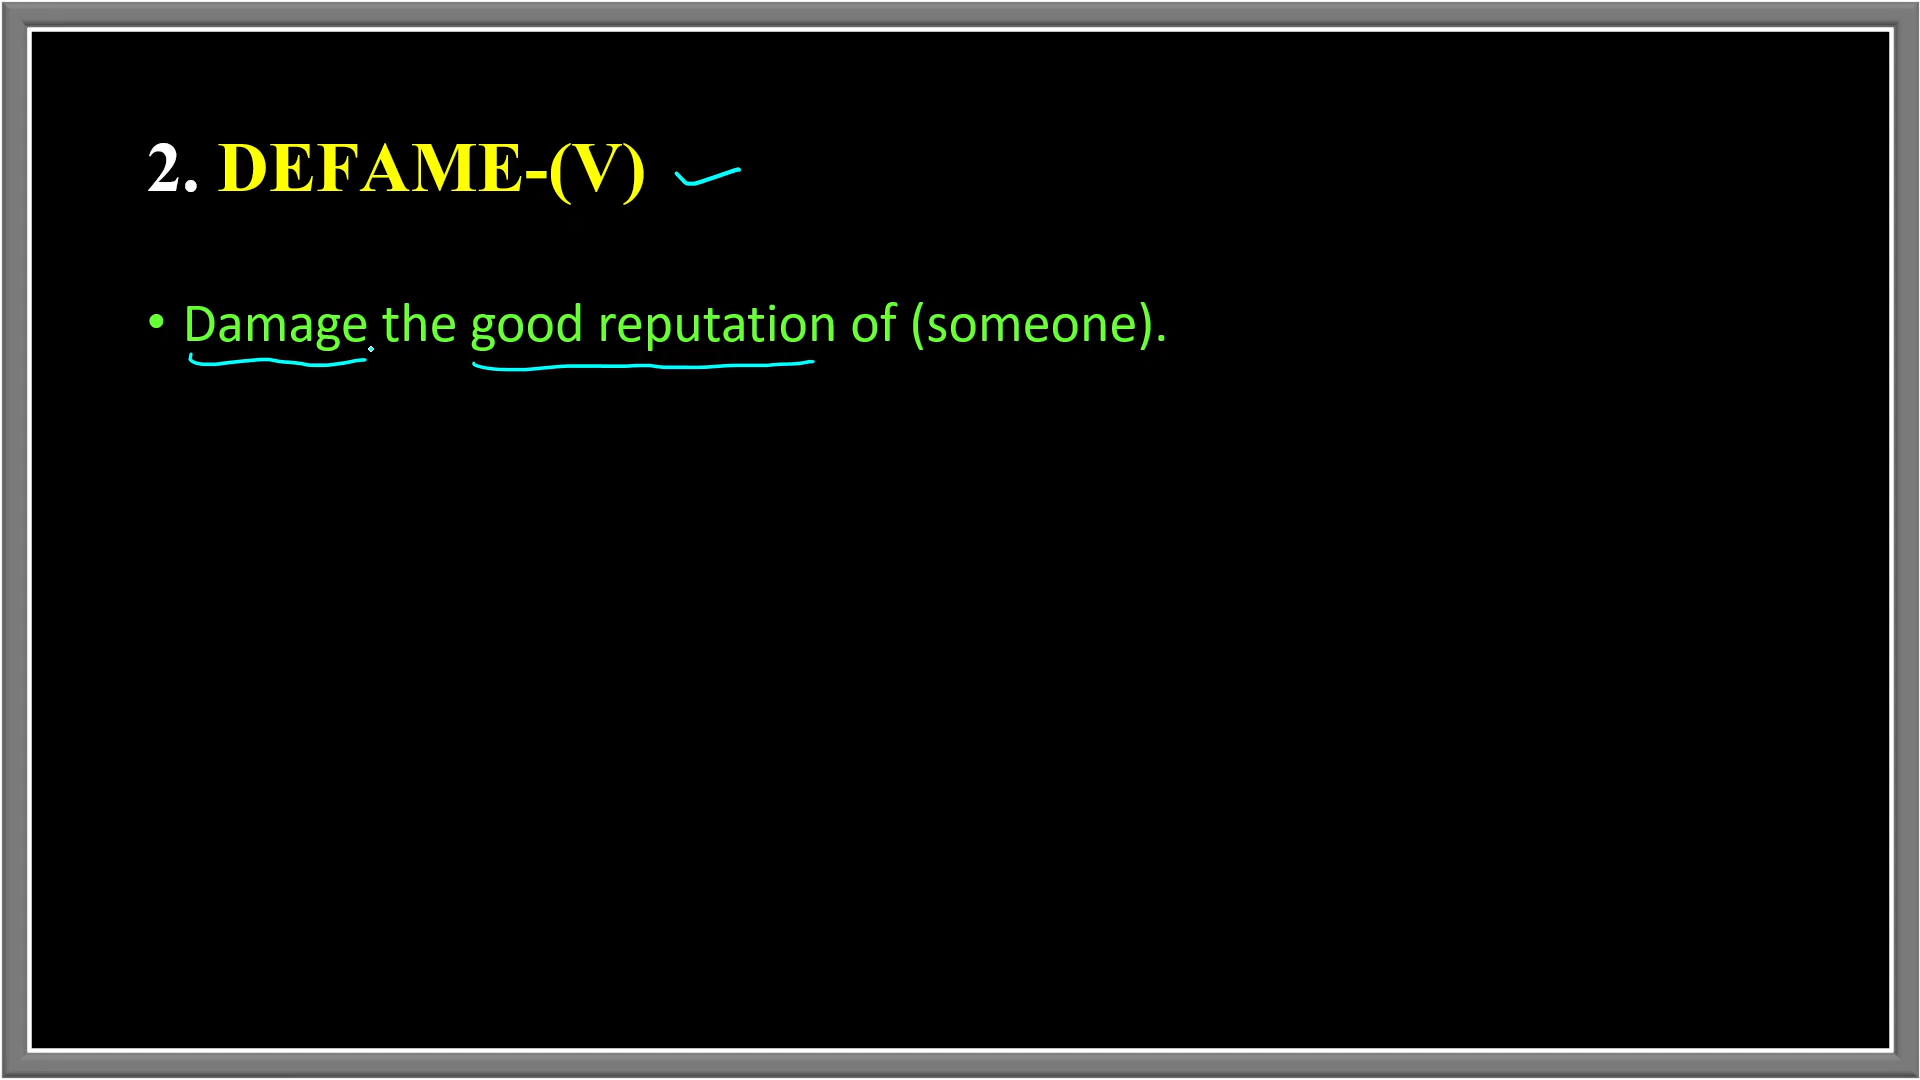 2. DEFAME-(V)
• Damage the good reputation of (someone).